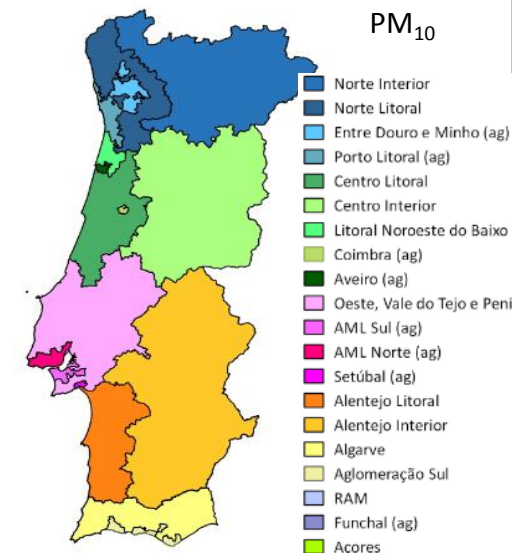 PM10
Norte Interior
Norte Litoral
Entre Douro e Minho (ag)
Porto Litoral (ag)
Centro Litoral
Centro Interior
Litoral Noroeste do Baixo
Coimbra (ag)
Aveiro (ag)
Oeste, Vale do Tejo e Peni
AML Sul (ag)
AML Norte (ag)
Setúbal (ag)
Alentejo Litoral
Alentejo Interior
Algarve
Aglomeração Sul
RAM
Funchal (ag)
Açores